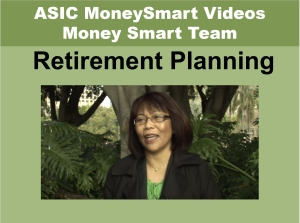 ASIC MoneySmart Videos
Money Smart Team
Retirement Planning